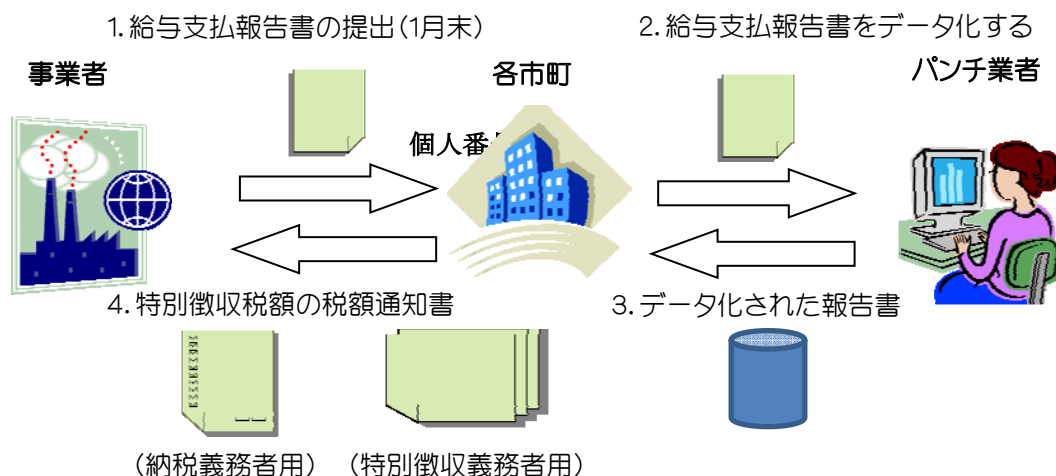 1. 給与支払報告書の提出(1月末)
2. 給与支払報告書をデータ化する
事業者
各市町
パンチ業者
個人番
4. 特別徴収税額の税額通知書
3. データ化された報告書
(納税義務者用)
(特別徴収義務者用)